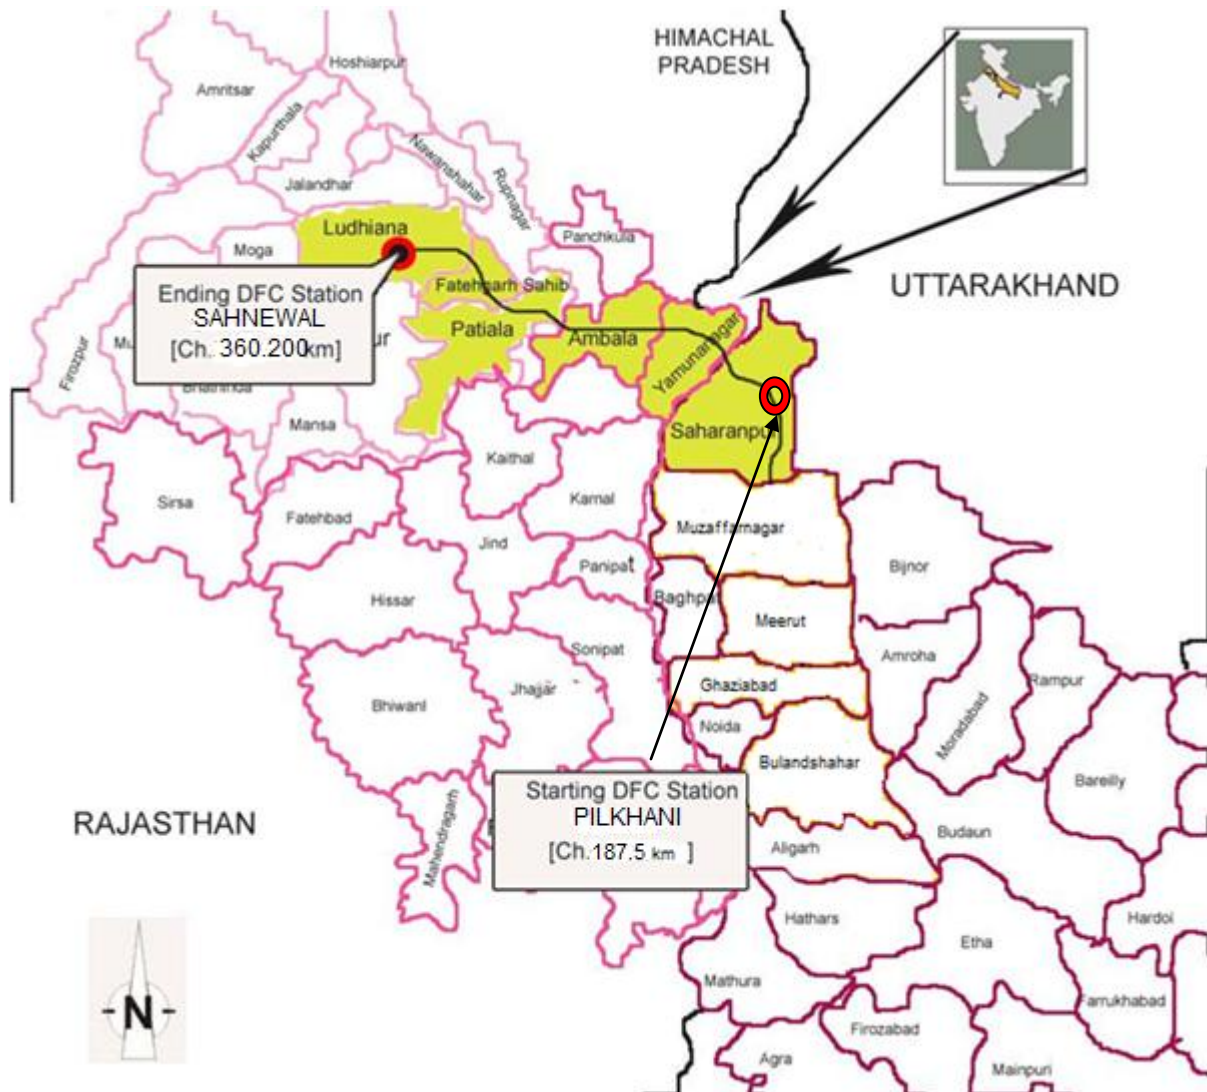 HIMACHAL
PRADESH
Hoshiarpur
Amritsar
Kapurthala
Nawanshahar
Jalandhar
Rupnagar
Ludhiana
Panchkula
Moga
UTTARAKHAND
Ending DFC Station
SAHNEWAL
[Ch. 360.200km]
Fatehgarh Sahib
Patiala
Ambala
Yamunanagar
Firozpur
Mu
ur
Bhathinda
Mansa
Saharanpur
Kaithal
Sirsa
Fatehbad
Karnal
Muzaffarnagar
Jind
Panipat
Bijnor
Hissar
Baghpat
Meerut
Sonipat
Amroha
Jhajjar
Ghaziabad
Rampur
Bhiwani
Noida
Moradabad
Bulandshahar
Bareilly
Starting DFC Station
PILKHANI
[Ch.187.5 km ]
RAJASTHAN
Mahendragarh
Budaun
Aligarh
Hathars
Hardoi
Etha
Mathura
Farrukhabad
N
Firozabad
Agra
Mainpuri